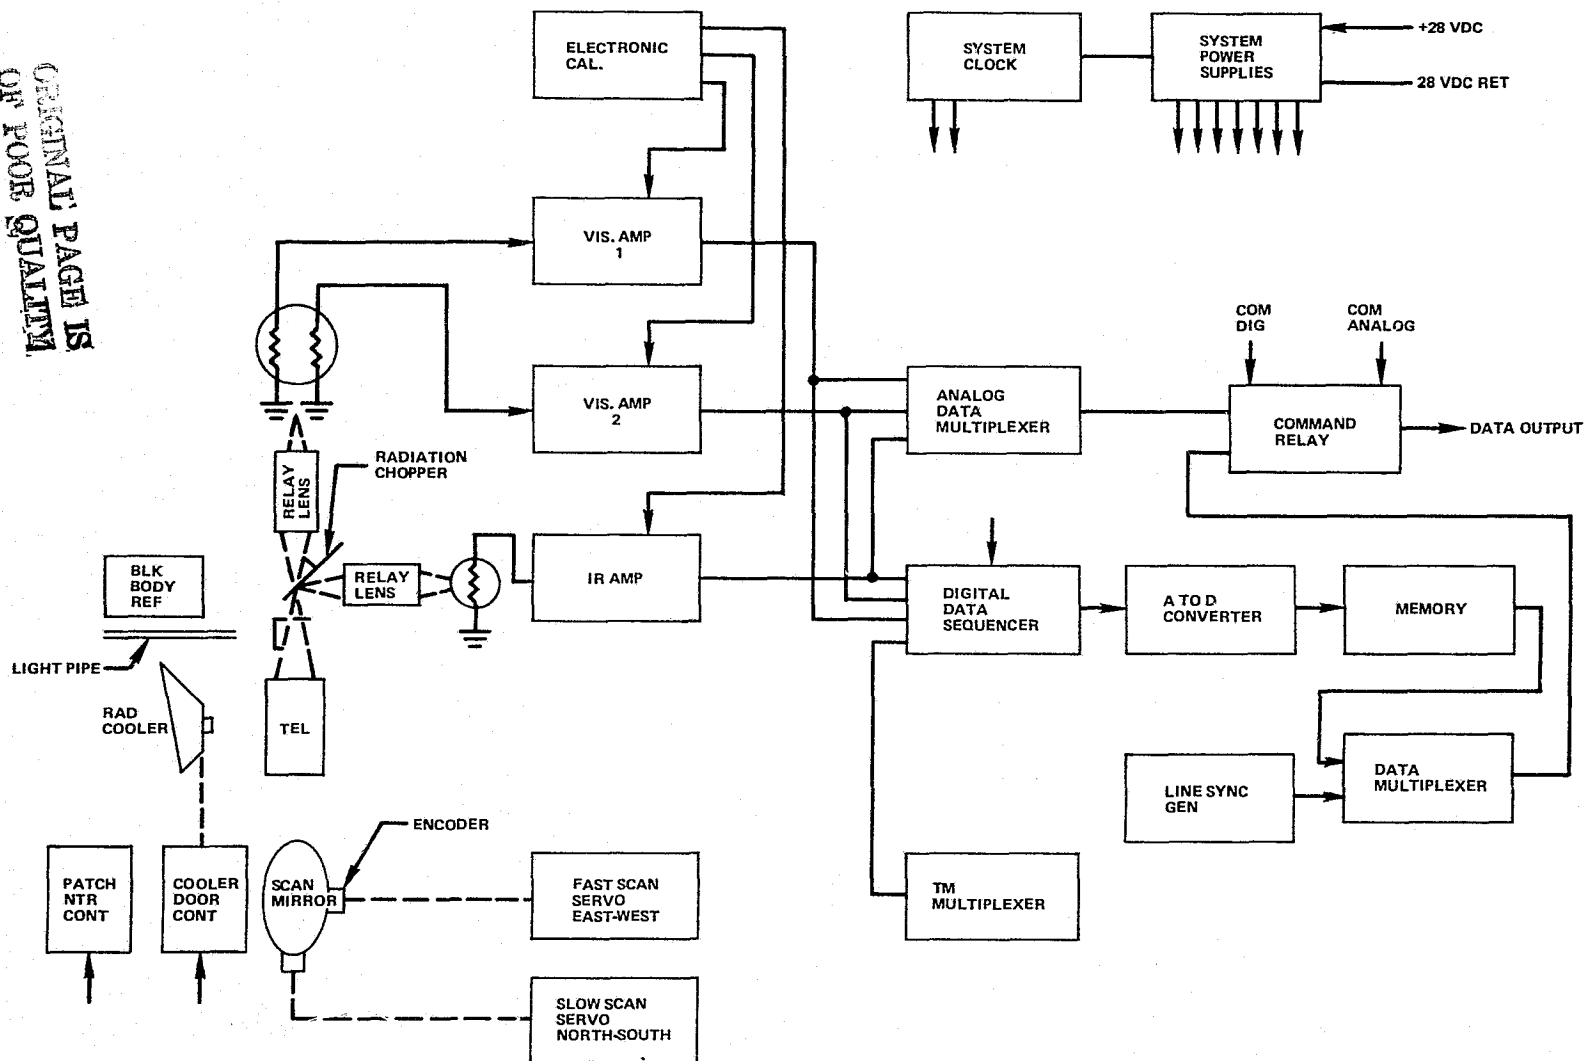 ORIGINAL PAGE IS
OF POOR QUALITY
ELECTRONIC
CAL.
SYSTEM
CLOCK
SYSTEM
POWER
SUPPLIES
+28 VDC
28 VDC RET
VIS. AMP
1
VIS. AMP
2
COM
DIG
COM
ANALOG
ANALOG
DATA
MULTIPLEXER
COMMAND
RELAY
DATA OUTPUT
RADIATION
CHOPPER
RELAY
LENS
BLK
BODY
REF
RELAY
LENS
IR AMP
DIGITAL
DATA
SEQUENCER
A TO D
CONVERTER
MEMORY
LIGHT PIPE
RAD
COOLER
TEL
LINE SYNC
GEN
DATA
MULTIPLEXER
ENCODER
PATCH
NTR
CONT
COOLER
DOOR
CONT
SCAN
MIRROR
FAST SCAN
SERVO
EAST-WEST
TM
MULTIPLEXER
SLOW SCAN
SERVO
NORTH-SOUTH